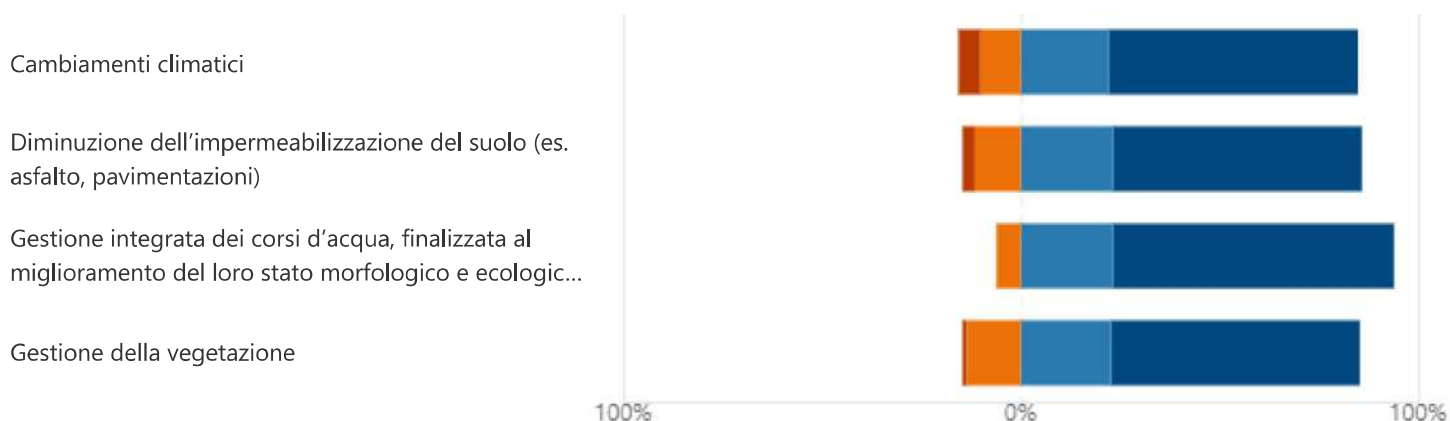 Cambiamenti climatici
Diminuzione dell’impermeabilizzazione del suolo (es.
asfalto, pavimentazioni)
Gestione integrata dei corsi d’acqua, finalizzata al
miglioramento del loro stato morfologico e ecologic...
Gestione della vegetazione
100% 0% 100%